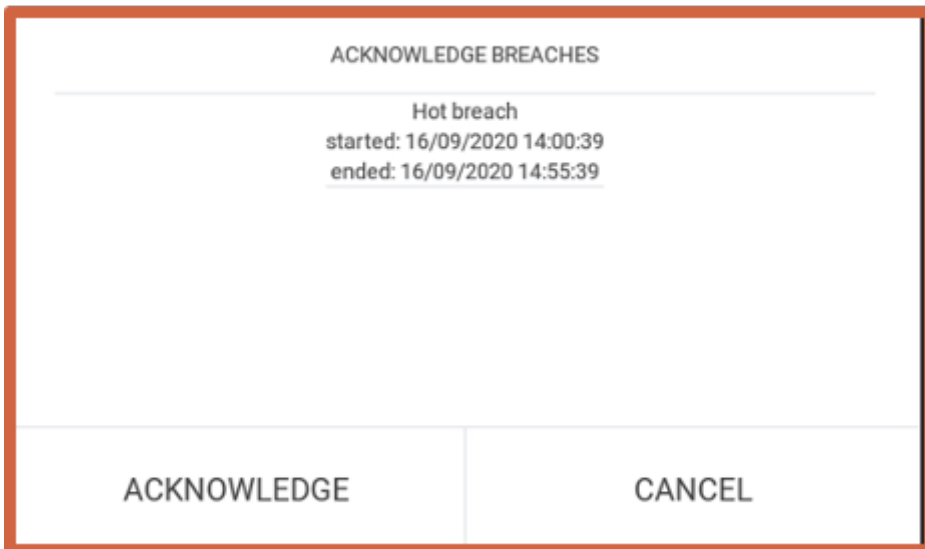 ACKNOWLEDGE BREACHES
Hot breach
started: 16/09/2020 14:00:39
ended: 16/09/2020 14:55:39
ACKNOWLEDGE
CANCEL